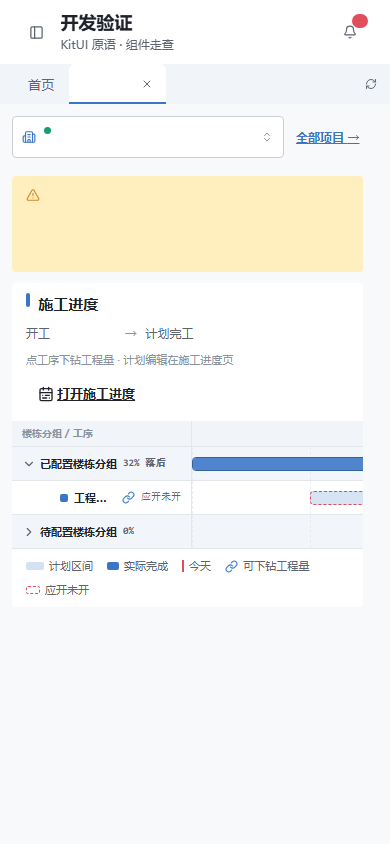 开发验证
KitUI 原语 · 组件走查
首页
全部项目 →
施工进度
开工 → 计划完工
点工序下钻工程量 · 计划编辑在施工进度页
打开施工进度
楼栋分组 / 工序
已配置楼栋分组 32% 落后
工程... 应开未开
待配置楼栋分组 0%
计划区间 实际完成 今天 可下钻工程量
应开未开